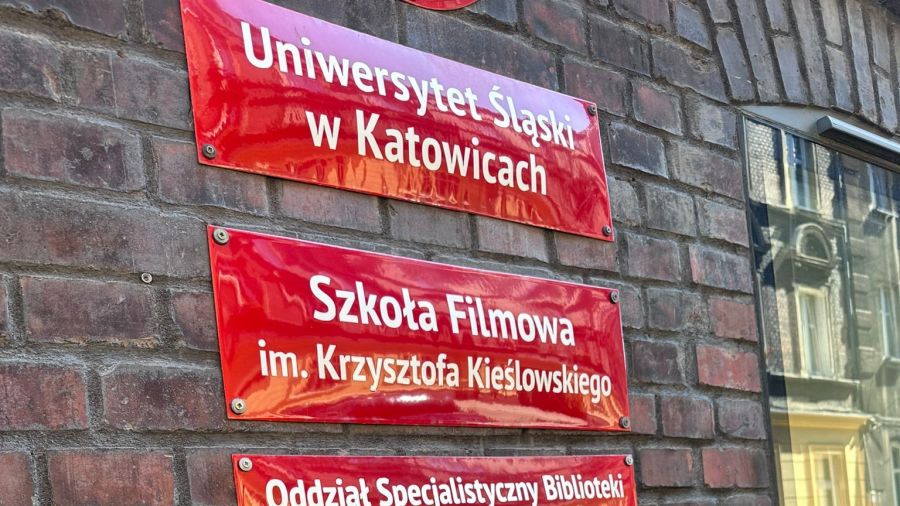 Uniwersytet Śląski
w Katowicach
Szkoła Filmowa
im. Krzysztofa Kieślowskiego
Oddział Specjalistyczny Biblioteki